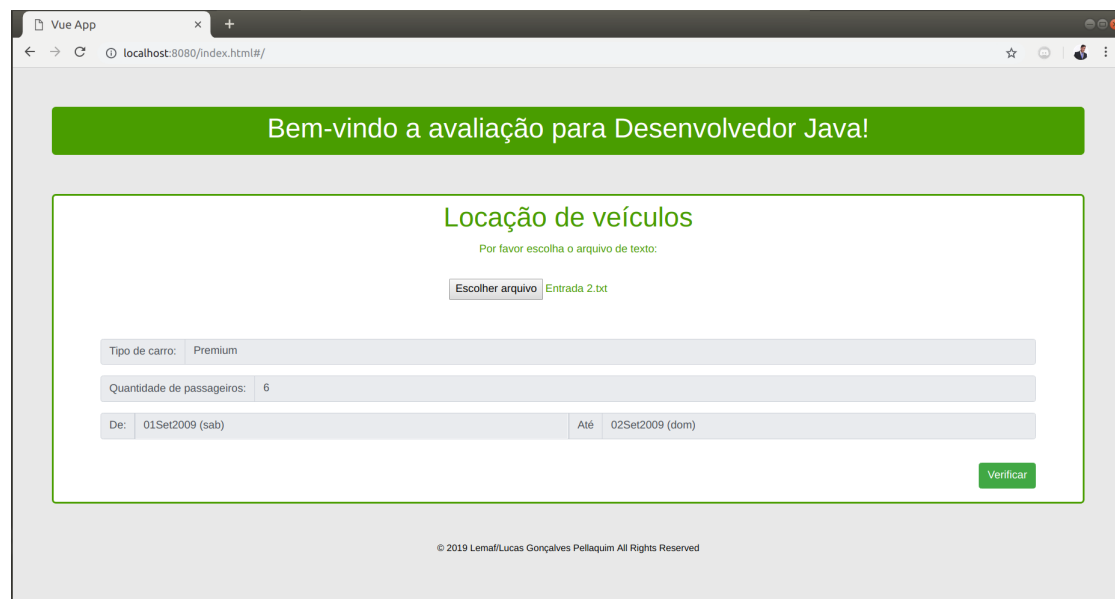 Vue App
localhost:8080/index.html#/
Bem-vindo a avaliação para Desenvolvedor Java!
Locação de veículos
Por favor escolha o arquivo de texto:
Escolher arquivo Entrada 2.txt
Tipo de carro: Premium
Quantidade de passageiros: 6
De: 01Set2009 (sab) Até 02Set2009 (dom)
Verificar
© 2019 Lemaf/Lucas Gonçalves Pellaquim All Rights Reserved